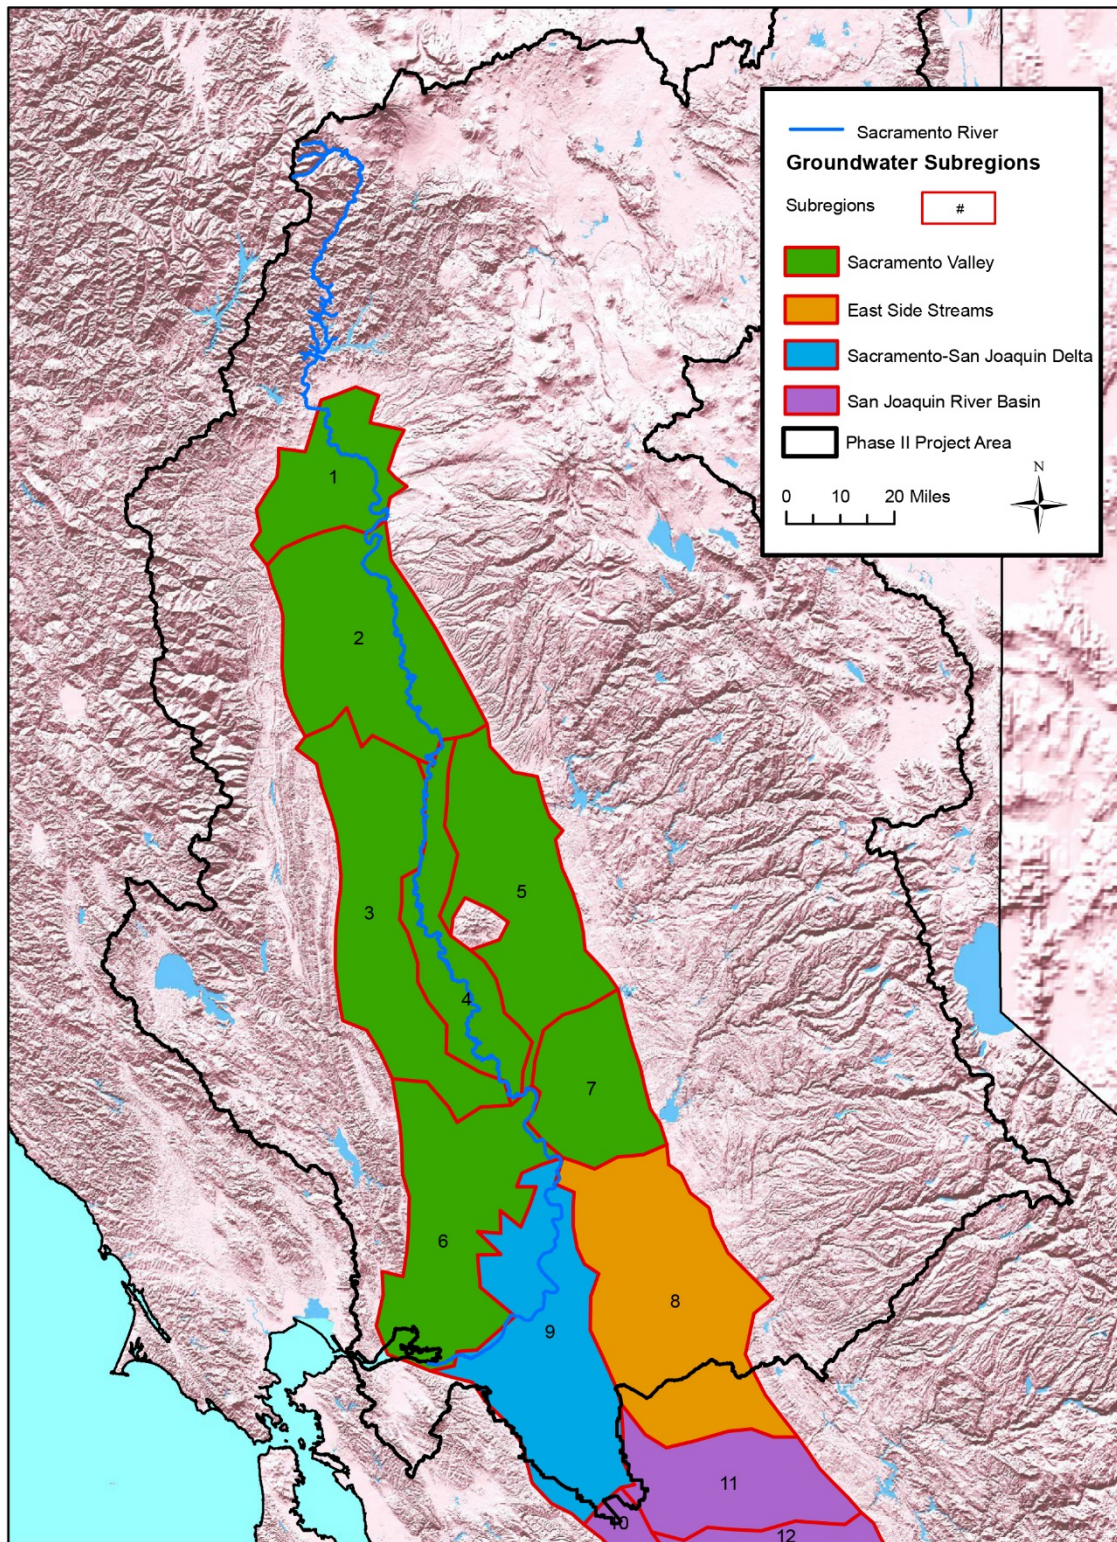 Sacramento River
Groundwater Subregions
Subregions
#
Sacramento Valley
East Side Streams
Sacramento-San Joaquin Delta
San Joaquin River Basin
Phase II Project Area
N
0 10 20 Miles
1
2
3
5
4
7
6
8
9
11
10
12